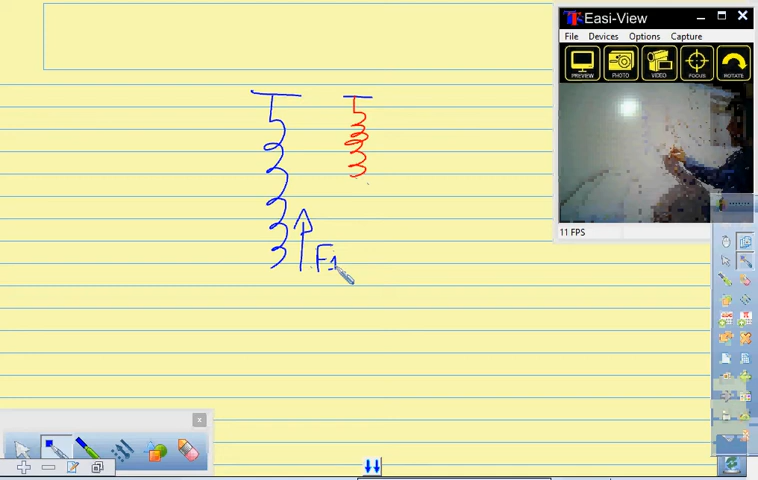 Easi-View
File Devices Options Capture
PREVIEW PHOTO VIDEO FOCUS ROTATE
F1
11 FPS